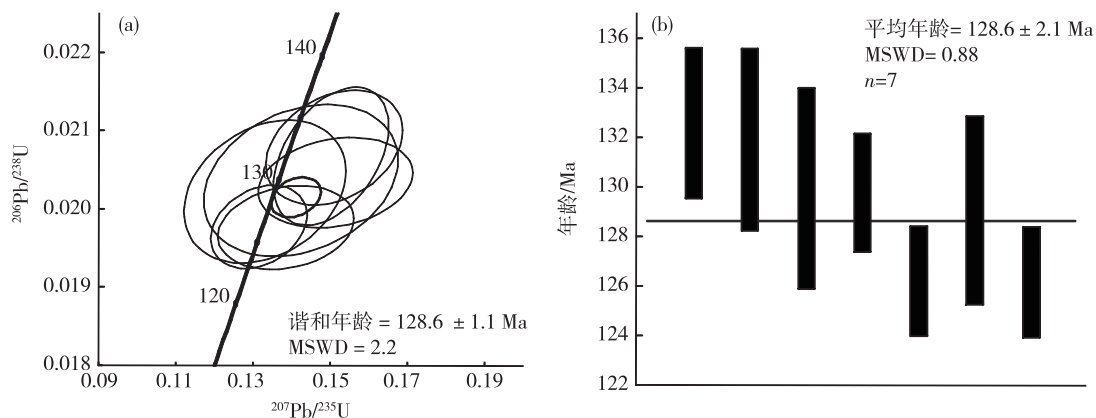 (a)
0.022
0.021
0.020
0.019
0.018
²⁰⁶Pb/²³⁸U
140
130
120
谐和年龄 = 128.6 ± 1.1 Ma
MSWD = 2.2
0.09 0.11 0.13 0.15 0.17 0.19
²⁰⁷Pb/²³⁵U
(b)
平均年龄= 128.6 ± 2.1 Ma
MSWD= 0.88
n=7
136
134
132
130
128
126
124
122
年龄/Ma